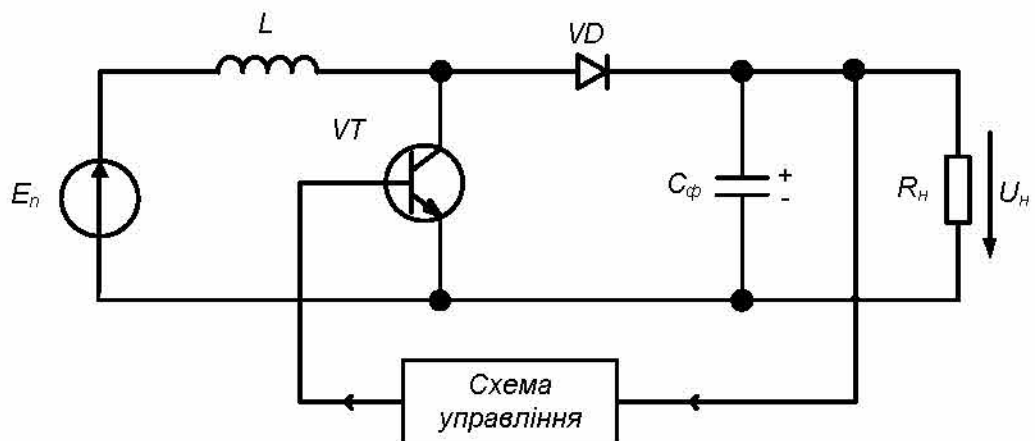 L
VD
VT
Eп
Cф
+
-
Rн
Uн
Схема
управління